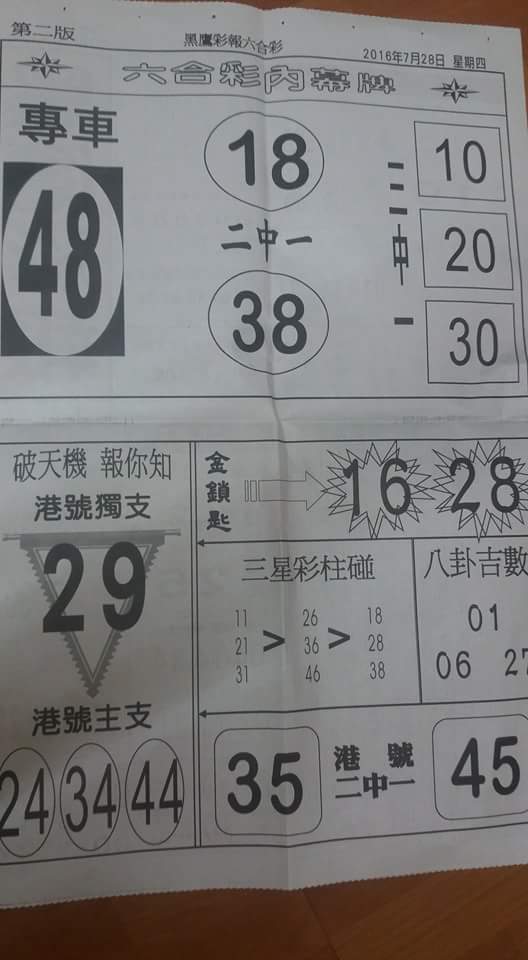 第二版
黑鷹彩報六合彩
2016年7月28日 星期四
六合彩內幕牌
專車
48
18
二中一
38
三中一
10
20
30
破天機 報你知
港號獨支
29
港號主支
24 34 44
金鎖匙
16 28
三星彩柱碰
11 26 18
21 > 36 > 28
31 46 38
八卦吉數
01
06 27
35
港號
二中一
45